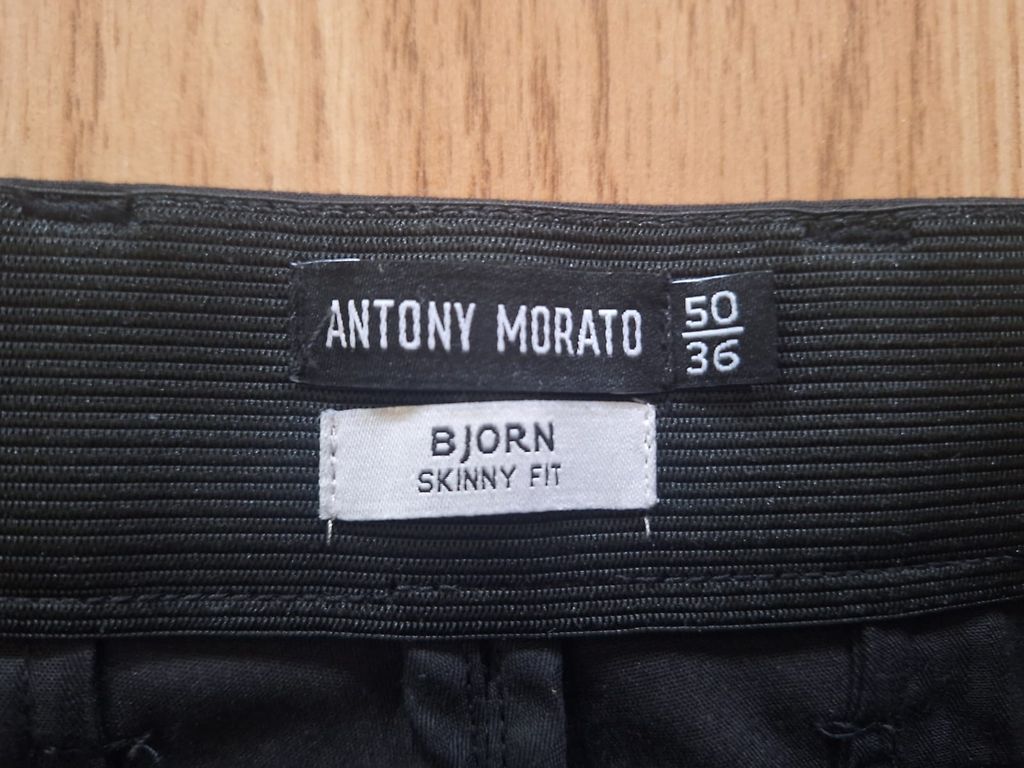 ANTONY MORATO
50
36
BJORN
SKINNY FIT